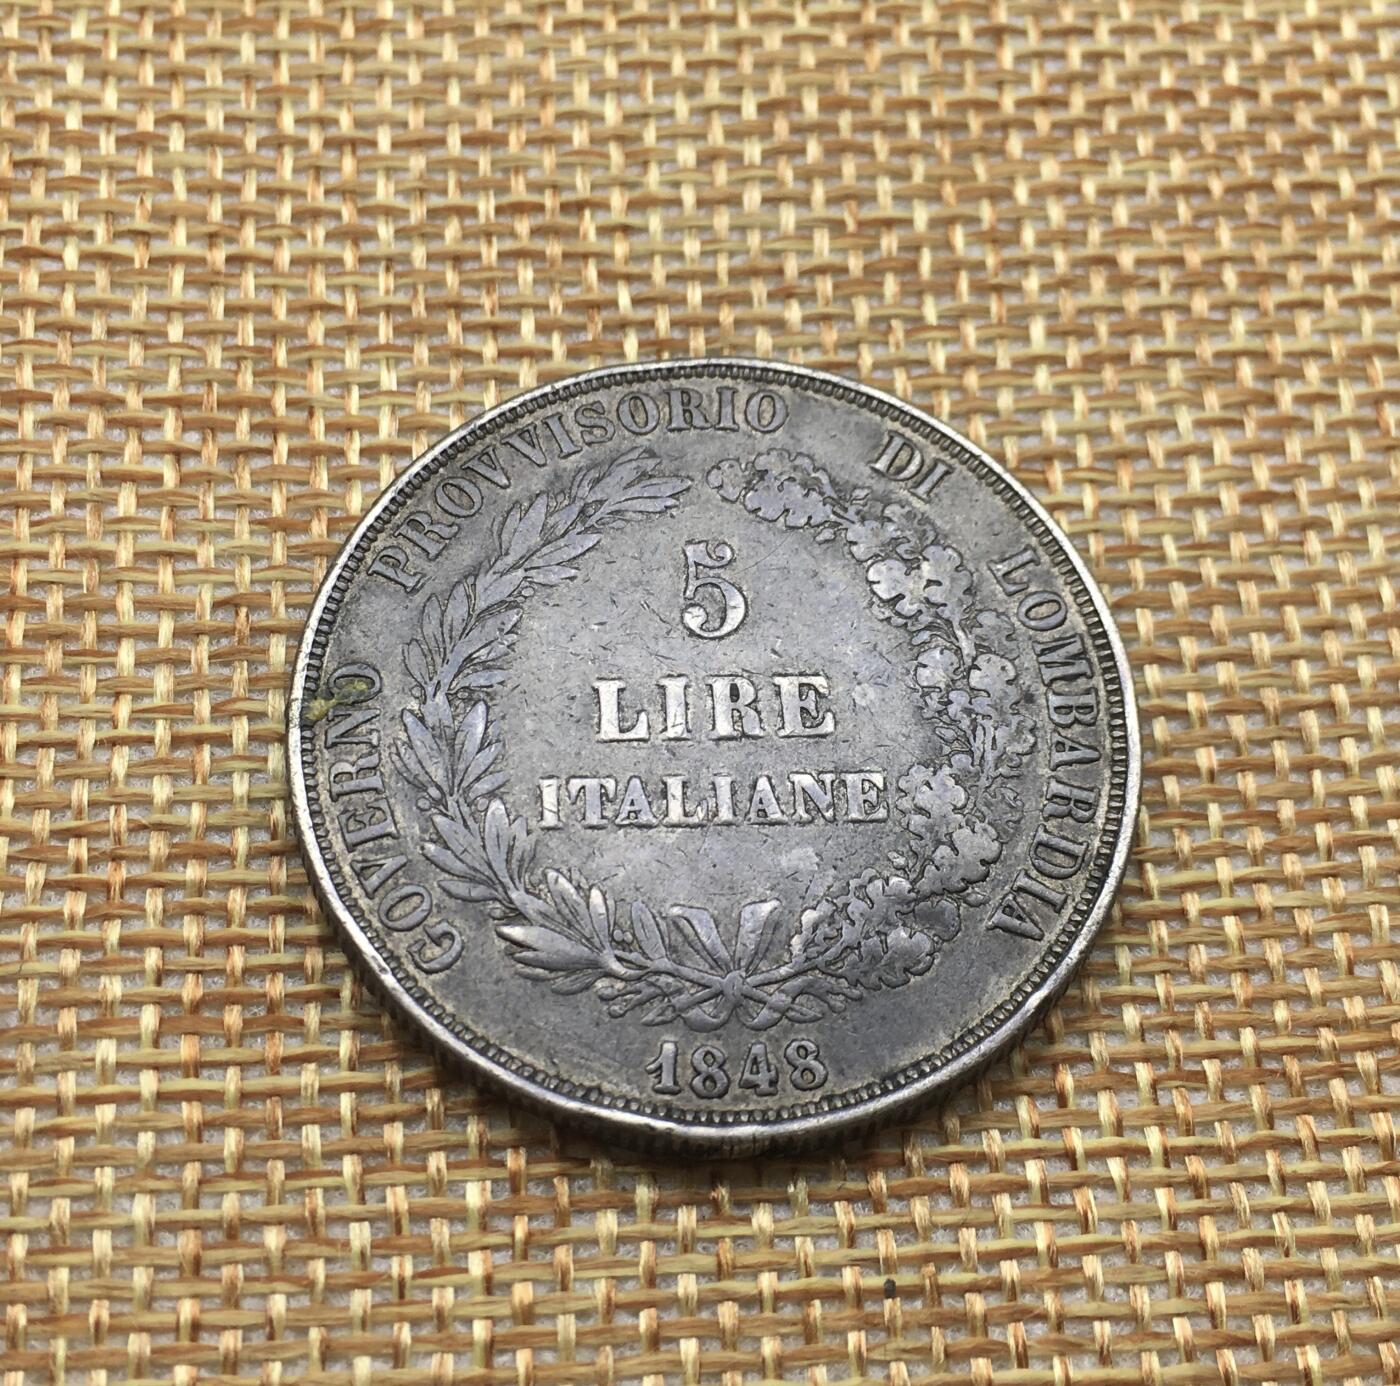 GOVERNO PROVVISORIO DI LOMBARDIA
5
LIRE
ITALIANE
1848